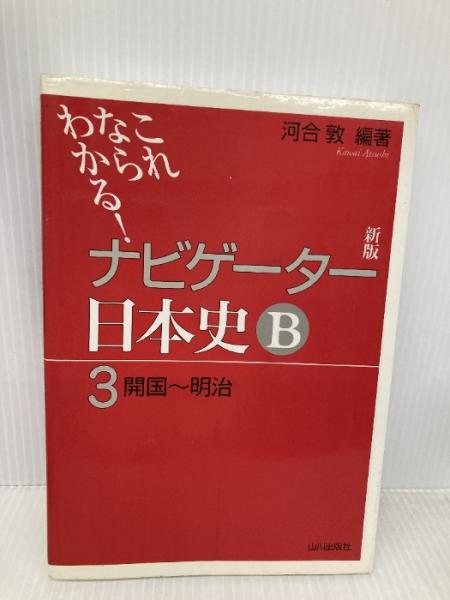 これ
なら
わかる!
河合 敦 編著
Kawai Atsushi
新版
ナビゲーター
日本史 B
3 開国〜明治
山川出版社